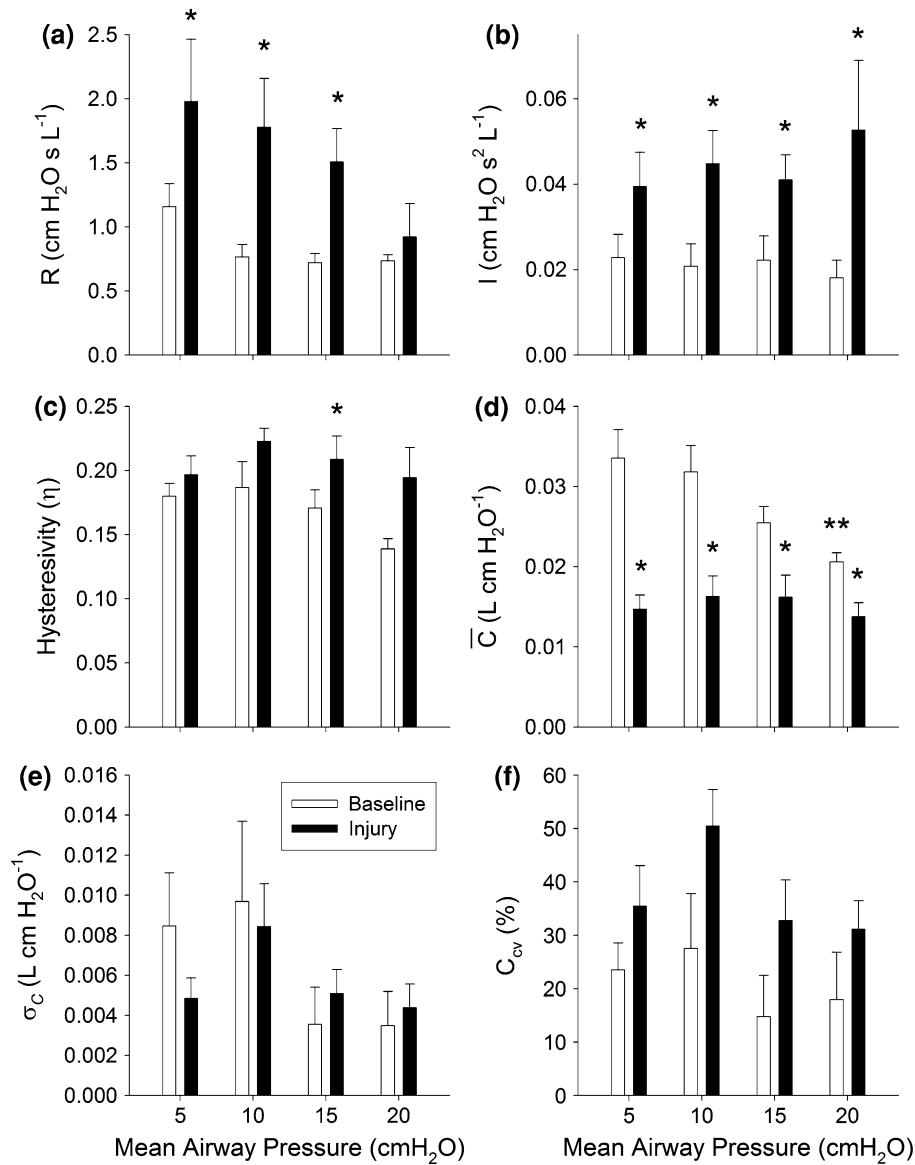 (a)
R (cm H₂O s L⁻¹)
2.5
2.0
1.5
1.0
0.5
0.0
*
*
*
(b)
I (cm H₂O s² L⁻¹)
0.06
0.04
0.02
0.00
*
*
*
*
(c)
Hysteresivity (η)
0.25
0.20
0.15
0.10
0.05
0.00
*
(d)
C̅ (L cm H₂O⁻¹)
0.04
0.03
0.02
0.01
0.00
*
*
*
**
*
(e)
σ_C (L cm H₂O⁻¹)
0.016
0.014
0.012
0.010
0.008
0.006
0.004
0.002
0.000
Baseline
Injury
5 10 15 20
Mean Airway Pressure (cmH₂O)
(f)
C_cv (%)
60
50
40
30
20
10
0
5 10 15 20
Mean Airway Pressure (cmH₂O)